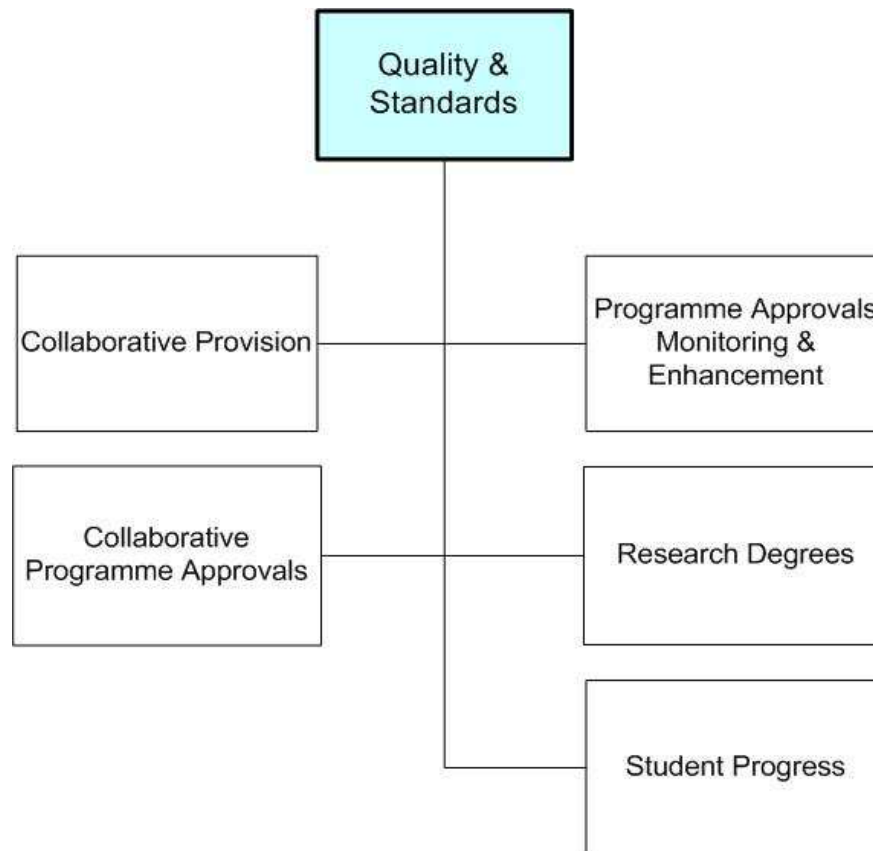 Quality &
Standards
Collaborative Provision
Programme Approvals
Monitoring &
Enhancement
Collaborative
Programme Approvals
Research Degrees
Student Progress